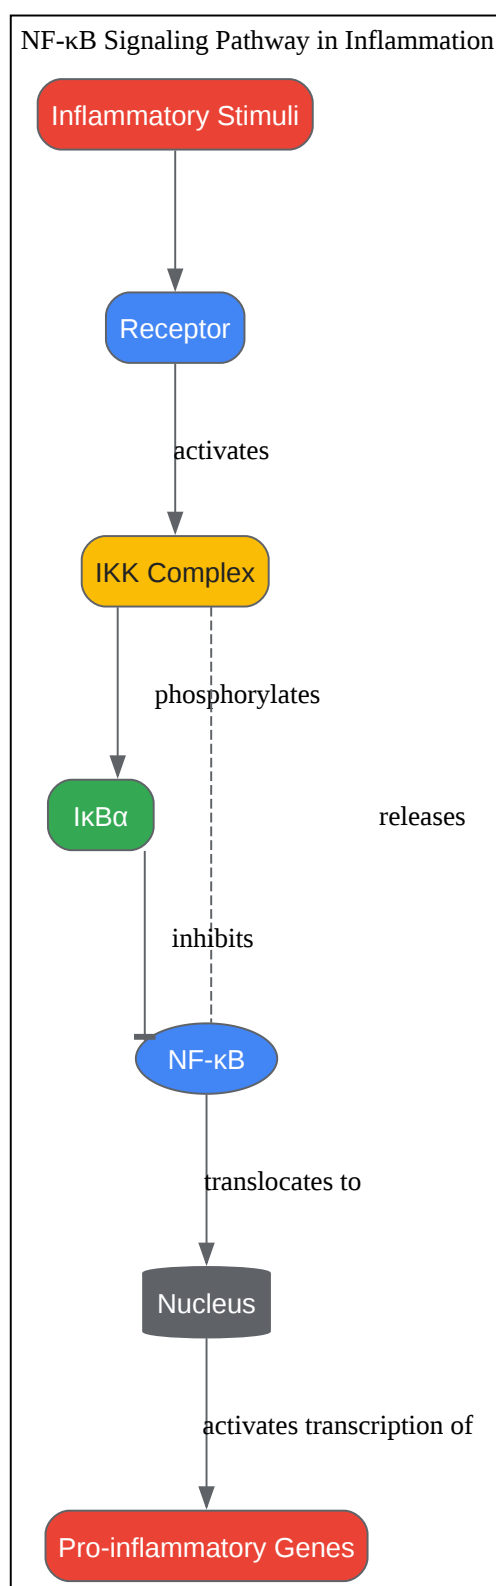 NF-κB Signaling Pathway in Inflammation
Inflammatory Stimuli
Receptor
activates
IKK Complex
phosphorylates
IκBα
releases
inhibits
NF-κB
translocates to
Nucleus
activates transcription of
Pro-inflammatory Genes